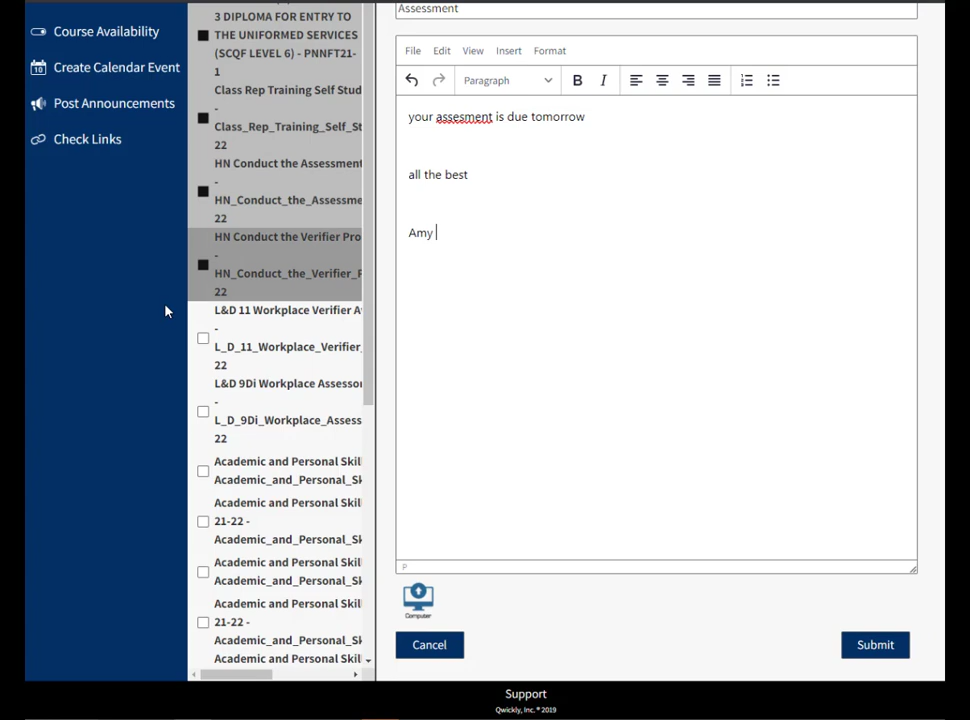 Course Availability
Create Calendar Event
Post Announcements
Check Links
3 DIPLOMA FOR ENTRY TO
THE UNIFORMED SERVICES
(SCQF LEVEL 6) - PNNFT21-
1
Class Rep Training Self Stud
-
Class_Rep_Training_Self_St
22
HN Conduct the Assessment
-
HN_Conduct_the_Assessme
22
HN Conduct the Verifier Pro
-
HN_Conduct_the_Verifier_P
22
L&D 11 Workplace Verifier A
-
L_D_11_Workplace_Verifier_
22
L&D 9Di Workplace Assessor
-
L_D_9Di_Workplace_Assess
22
Academic and Personal Skil
Academic_and_Personal_Sk
Academic and Personal Skil
21-22 -
Academic_and_Personal_Sk
Academic and Personal Skil
Academic_and_Personal_Sk
Academic and Personal Skil
21-22 -
Academic_and_Personal_Sk
Academic and Personal Skil
Assessment
File Edit View Insert Format
Paragraph B I
your assesment is due tomorrow
all the best
Amy
P
Computer
Cancel Submit
Support
Qwickly, Inc. ® 2019